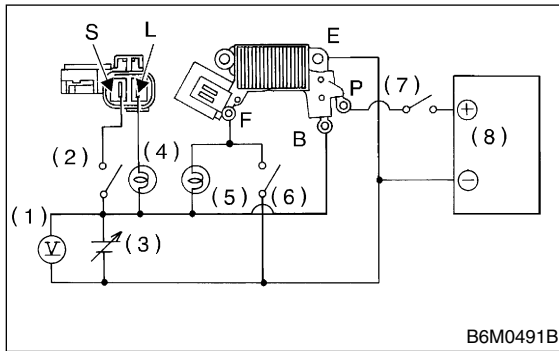 S L E
P (7)
F
B (8)
(2) (4)
(5) (6)
(1)
V
(3)
B6M0491B